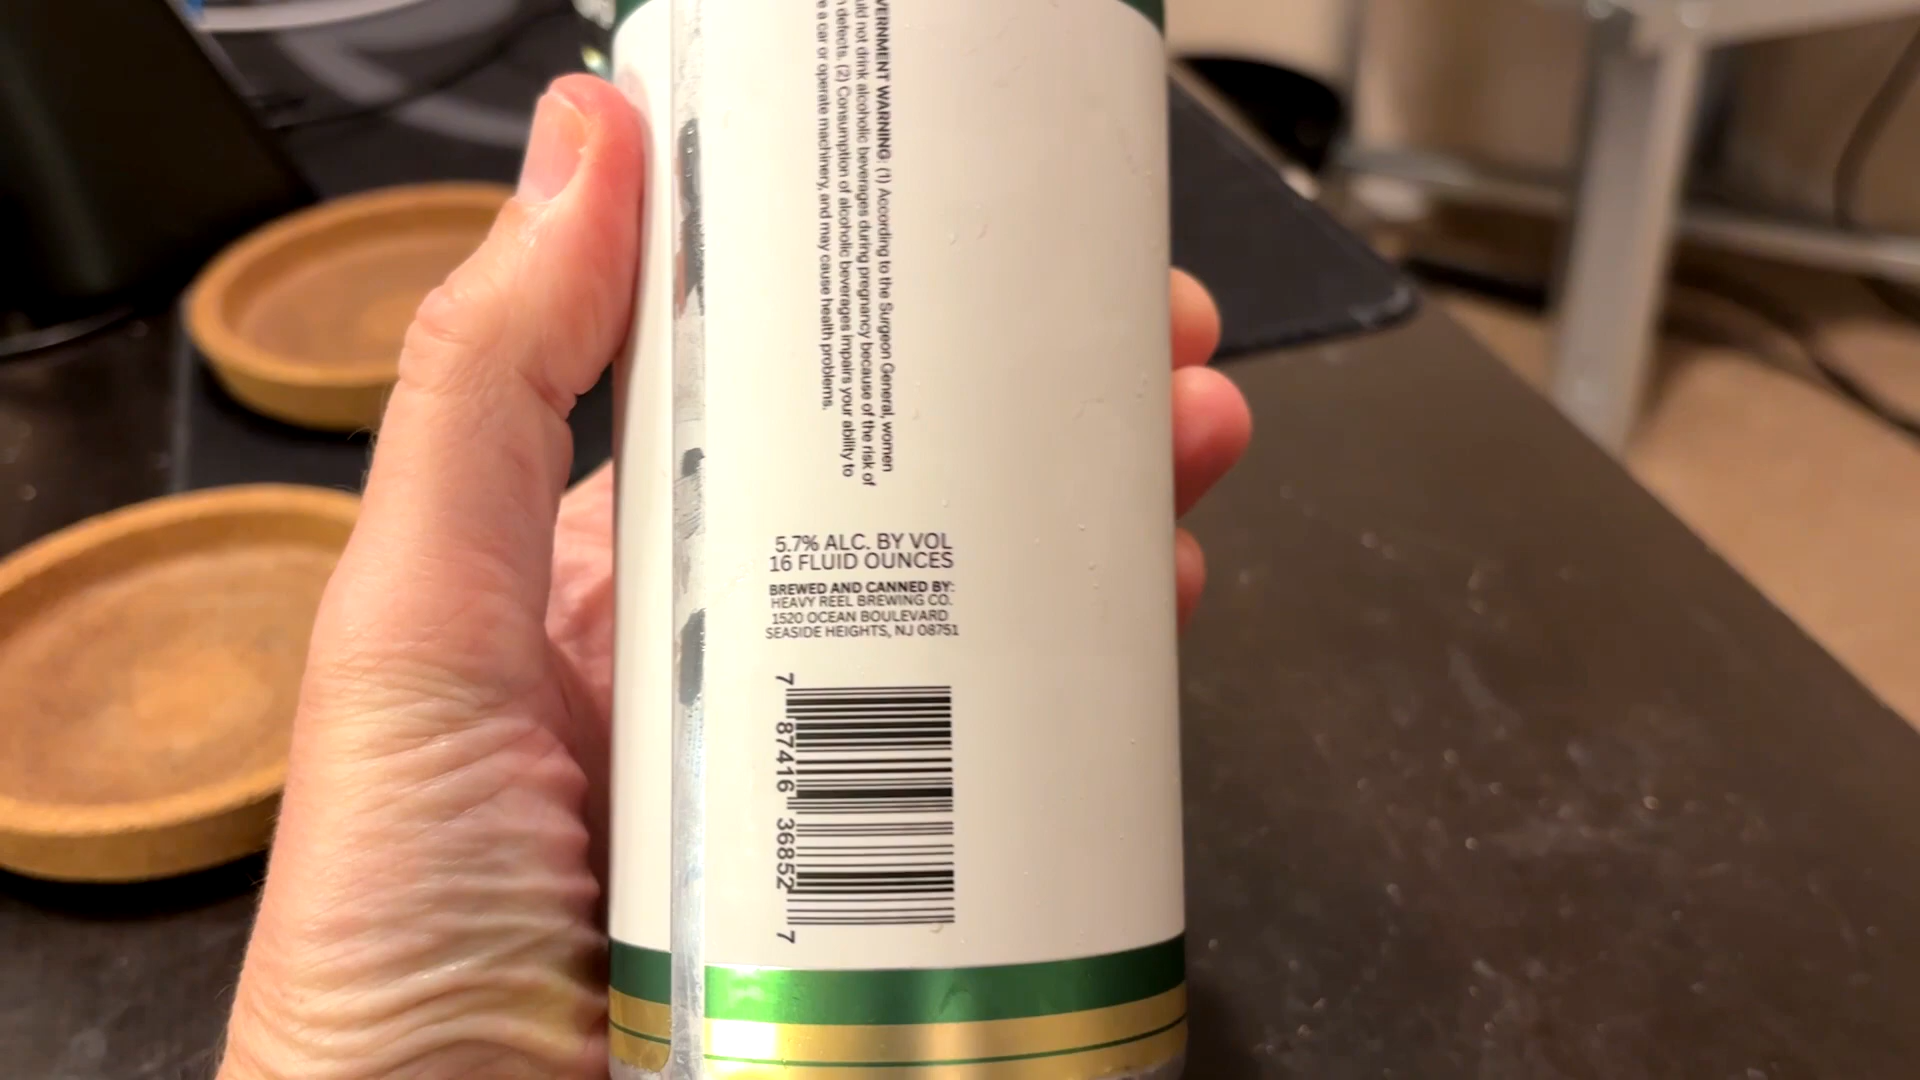 VERNMENT WARNING: (1) According to the Surgeon General, women
uld not drink alcoholic beverages during pregnancy because of the risk of
defects. (2) Consumption of alcoholic beverages impairs your ability to
e a car or operate machinery, and may cause health problems.
5.7% ALC. BY VOL
16 FLUID OUNCES
BREWED AND CANNED BY:
HEAVY REEL BREWING CO.
1520 OCEAN BOULEVARD
SEASIDE HEIGHTS, NJ 08751
7 87416 36852 7